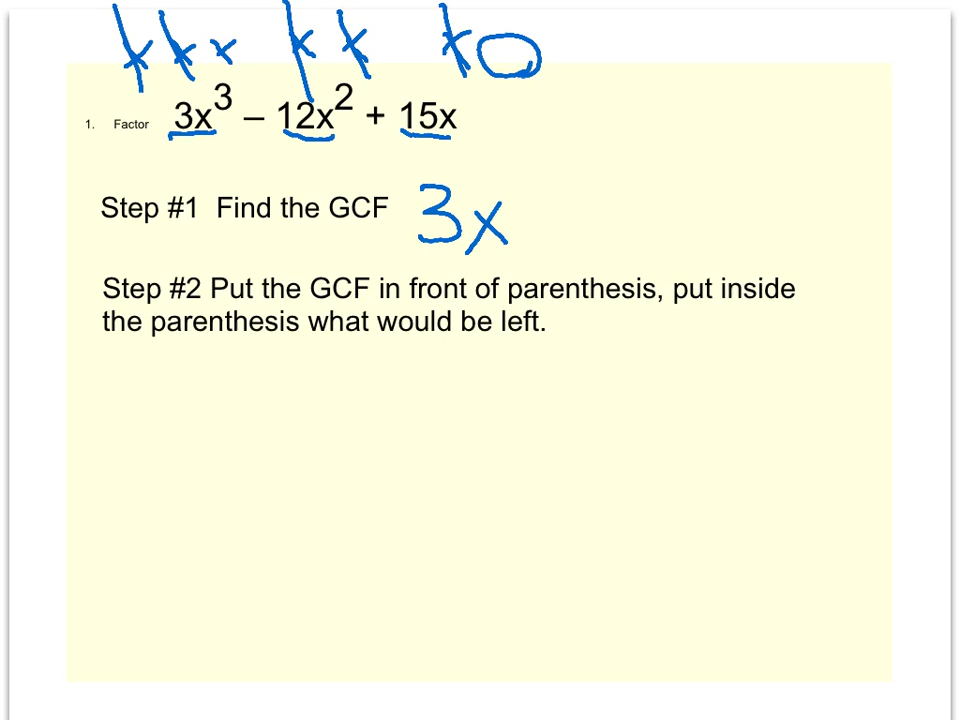 x x x x x x
1. Factor 3x³ – 12x² + 15x
Step #1 Find the GCF 3x
Step #2 Put the GCF in front of parenthesis, put inside
the parenthesis what would be left.